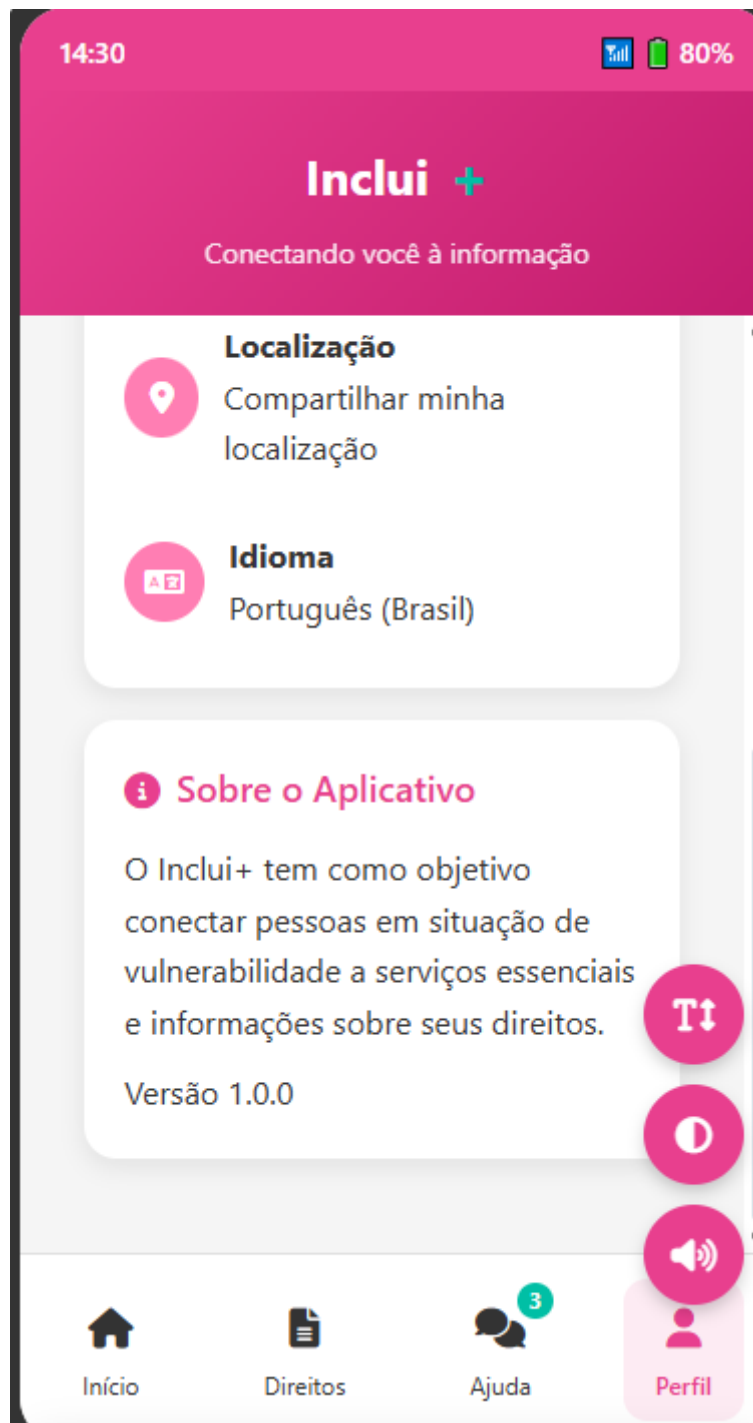 14:30 80%
Inclui +
Conectando você à informação
Localização
Compartilhar minha
localização
Idioma
Português (Brasil)
Sobre o Aplicativo
O Inclui+ tem como objetivo
conectar pessoas em situação de
vulnerabilidade a serviços essenciais
e informações sobre seus direitos.
Versão 1.0.0
3
Início Direitos Ajuda Perfil